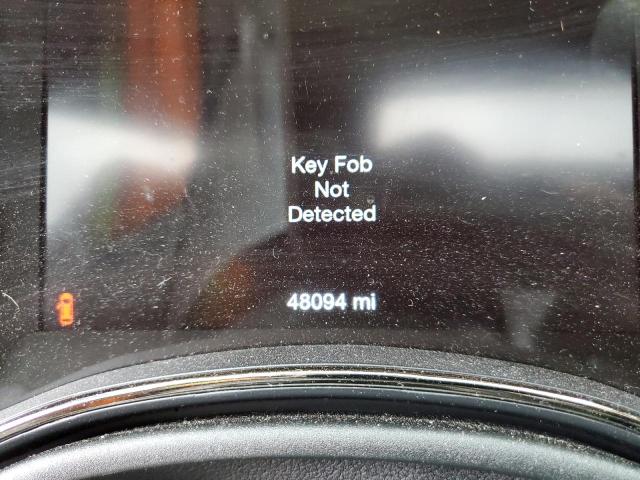 Key Fob
Not
Detected
48094 mi